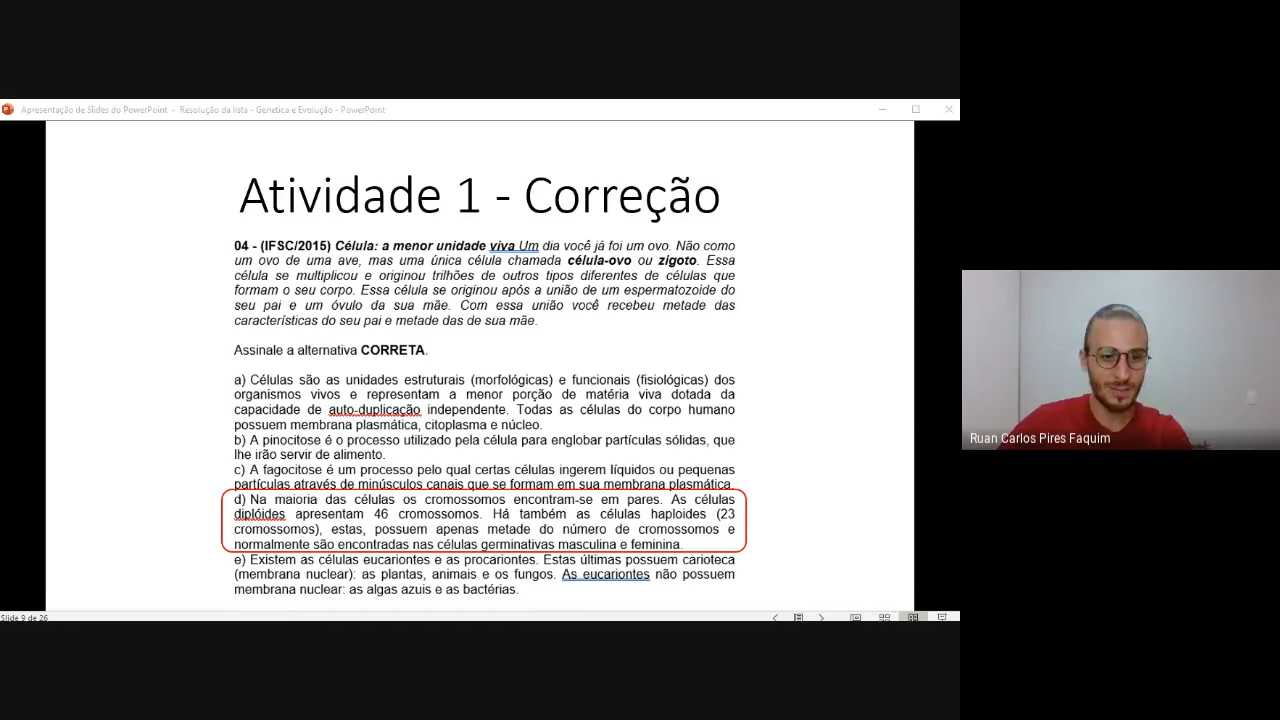 Apresentação de Slides do PowerPoint - Resolução da lista - Genetica e Evolução - PowerPoint
Atividade 1 - Correção
04 - (IFSC/2015) Célula: a menor unidade viva Um dia você já foi um ovo. Não como
um ovo de uma ave, mas uma única célula chamada célula-ovo ou zigoto. Essa
célula se multiplicou e originou trilhões de outros tipos diferentes de células que
formam o seu corpo. Essa célula se originou após a união de um espermatozoide do
seu pai e um óvulo da sua mãe. Com essa união você recebeu metade das
características do seu pai e metade das de sua mãe.
Assinale a alternativa CORRETA.
a) Células são as unidades estruturais (morfológicas) e funcionais (fisiológicas) dos
organismos vivos e representam a menor porção de matéria viva dotada da
capacidade de auto-duplicação independente. Todas as células do corpo humano
possuem membrana plasmática, citoplasma e núcleo.
b) A pinocitose é o processo utilizado pela célula para englobar partículas sólidas, que
lhe irão servir de alimento.
c) A fagocitose é um processo pelo qual certas células ingerem líquidos ou pequenas
partículas através de minúsculos canais que se formam em sua membrana plasmática.
d) Na maioria das células os cromossomos encontram-se em pares. As células
diplóides apresentam 46 cromossomos. Há também as células haploides (23
cromossomos), estas, possuem apenas metade do número de cromossomos e
normalmente são encontradas nas células germinativas masculina e feminina.
e) Existem as células eucariontes e as procariontes. Estas últimas possuem carioteca
(membrana nuclear): as plantas, animais e os fungos. As eucariontes não possuem
membrana nuclear: as algas azuis e as bactérias.
Slide 9 de 26
Ruan Carlos Pires Faquim